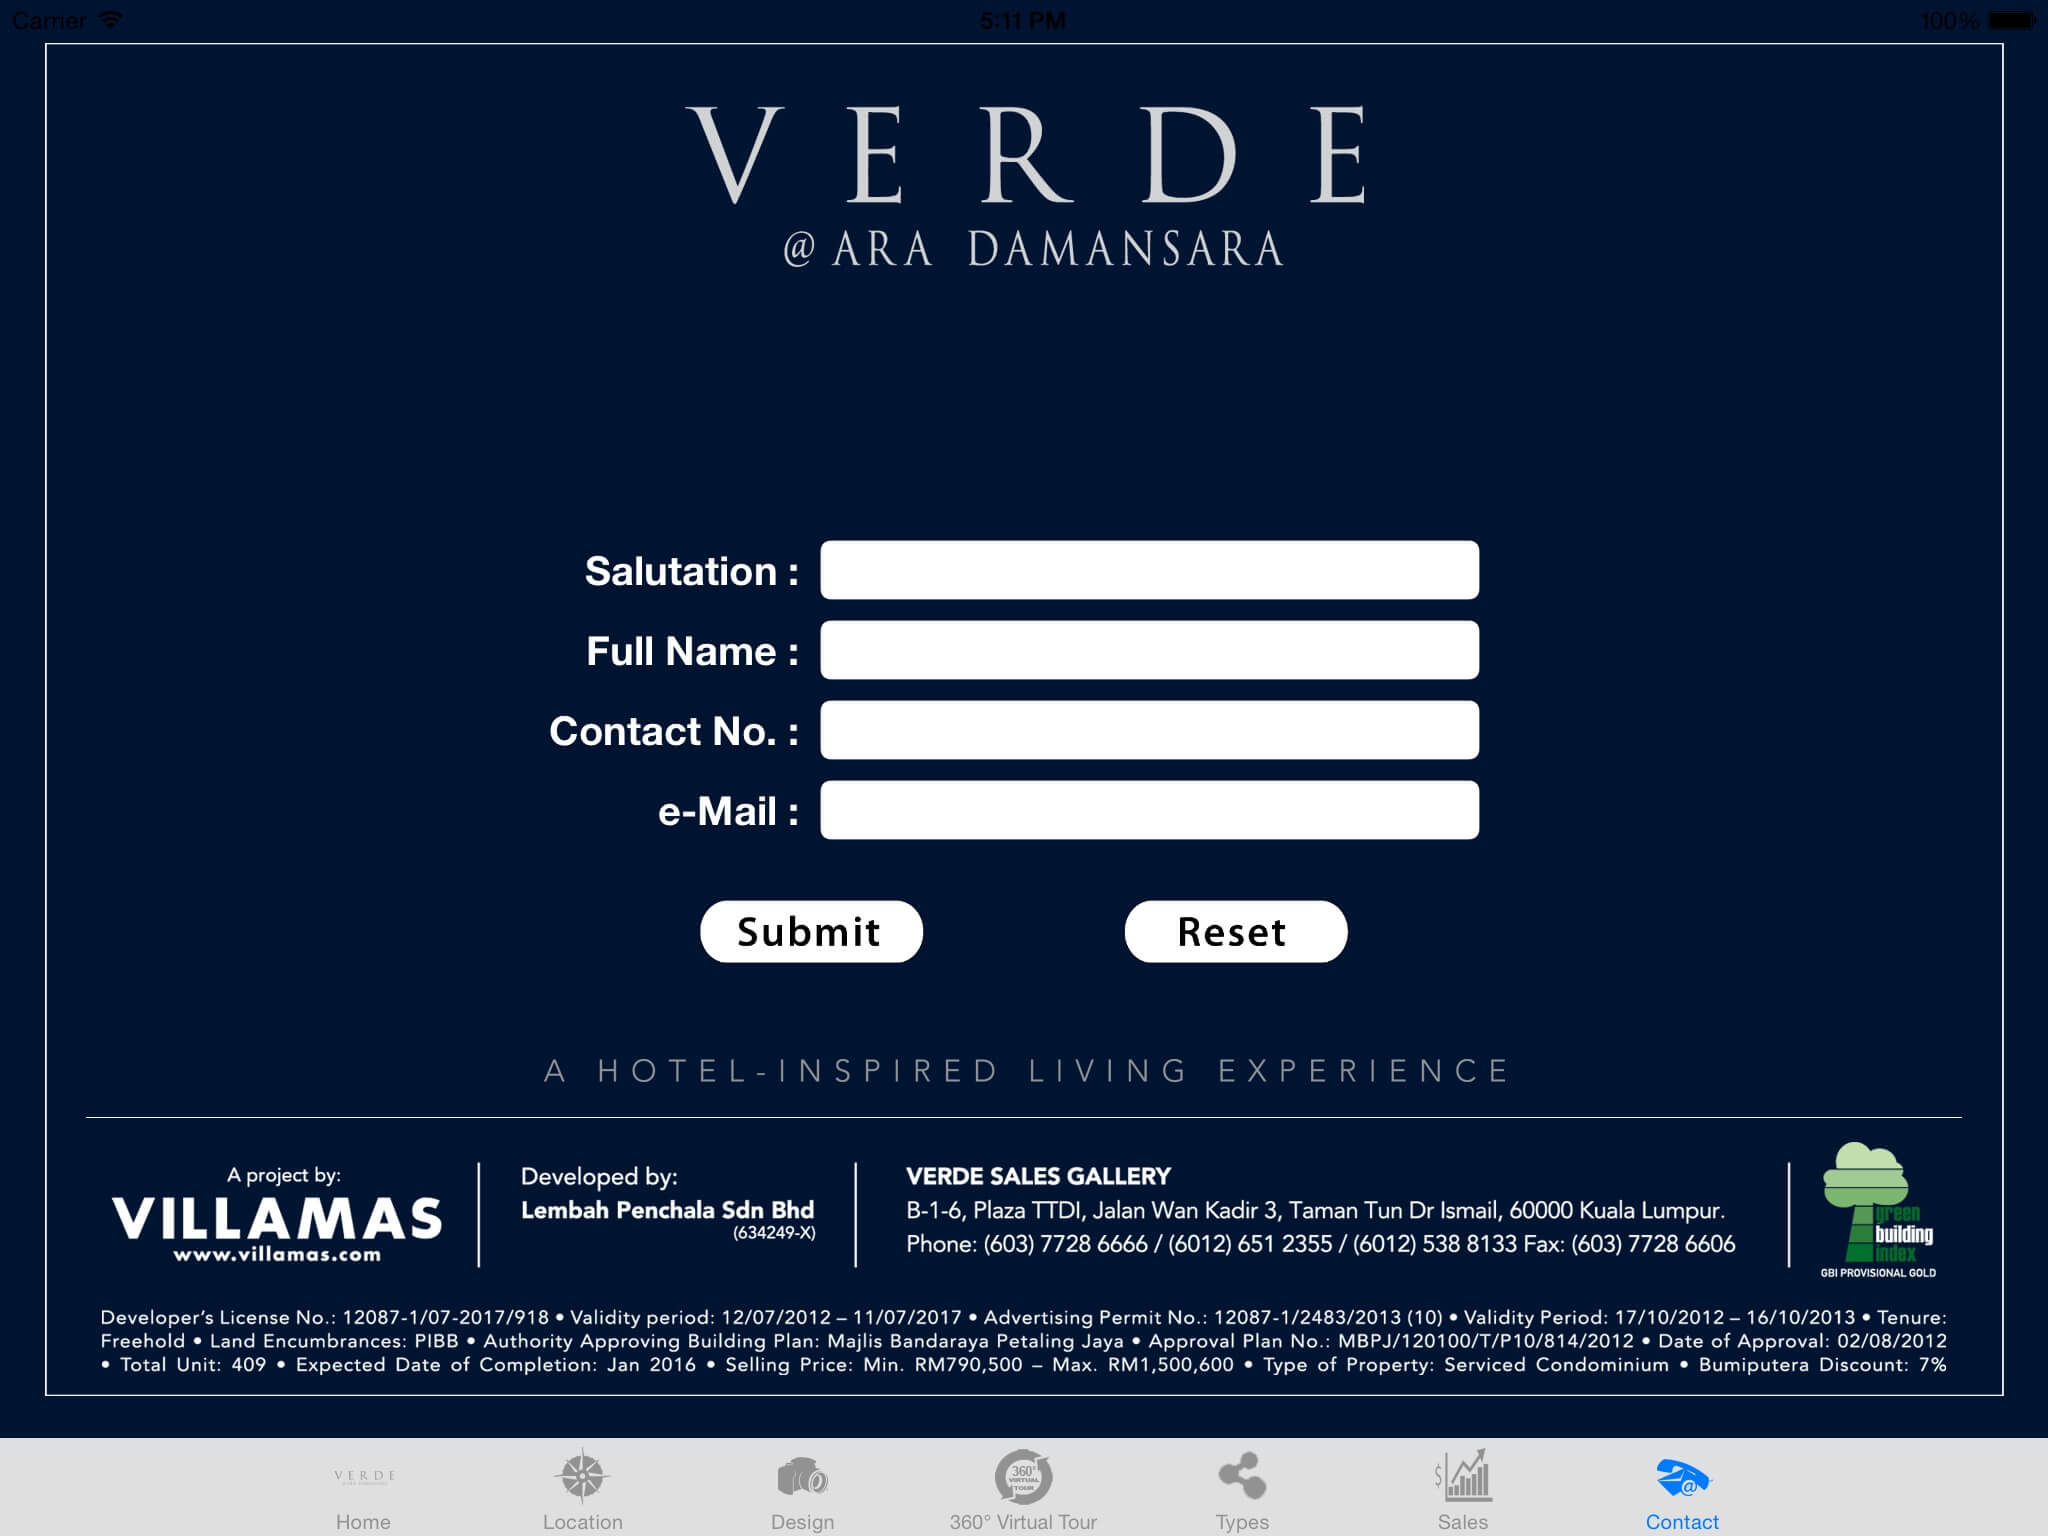 Carrier 5:11 PM 100%
VERDE
@ ARA DAMANSARA
Salutation :
Full Name :
Contact No. :
e-Mail :
Submit Reset
A HOTEL-INSPIRED LIVING EXPERIENCE
A project by:
VILLAMAS
www.villamas.com
Developed by:
Lembah Penchala Sdn Bhd
(634249-X)
VERDE SALES GALLERY
B-1-6, Plaza TTDI, Jalan Wan Kadir 3, Taman Tun Dr Ismail, 60000 Kuala Lumpur.
Phone: (603) 7728 6666 / (6012) 651 2355 / (6012) 538 8133 Fax: (603) 7728 6606
green
building
index
GBI PROVISIONAL GOLD
Developer’s License No.: 12087-1/07-2017/918 • Validity period: 12/07/2012 – 11/07/2017 • Advertising Permit No.: 12087-1/2483/2013 (10) • Validity Period: 17/10/2012 – 16/10/2013 • Tenure:
Freehold • Land Encumbrances: PIBB • Authority Approving Building Plan: Majlis Bandaraya Petaling Jaya • Approval Plan No.: MBPJ/120100/T/P10/814/2012 • Date of Approval: 02/08/2012
• Total Unit: 409 • Expected Date of Completion: Jan 2016 • Selling Price: Min. RM790,500 – Max. RM1,500,600 • Type of Property: Serviced Condominium • Bumiputera Discount: 7%
VERDE
360°
VIRTUAL
TOUR
$
@
Home Location Design 360° Virtual Tour Types Sales Contact